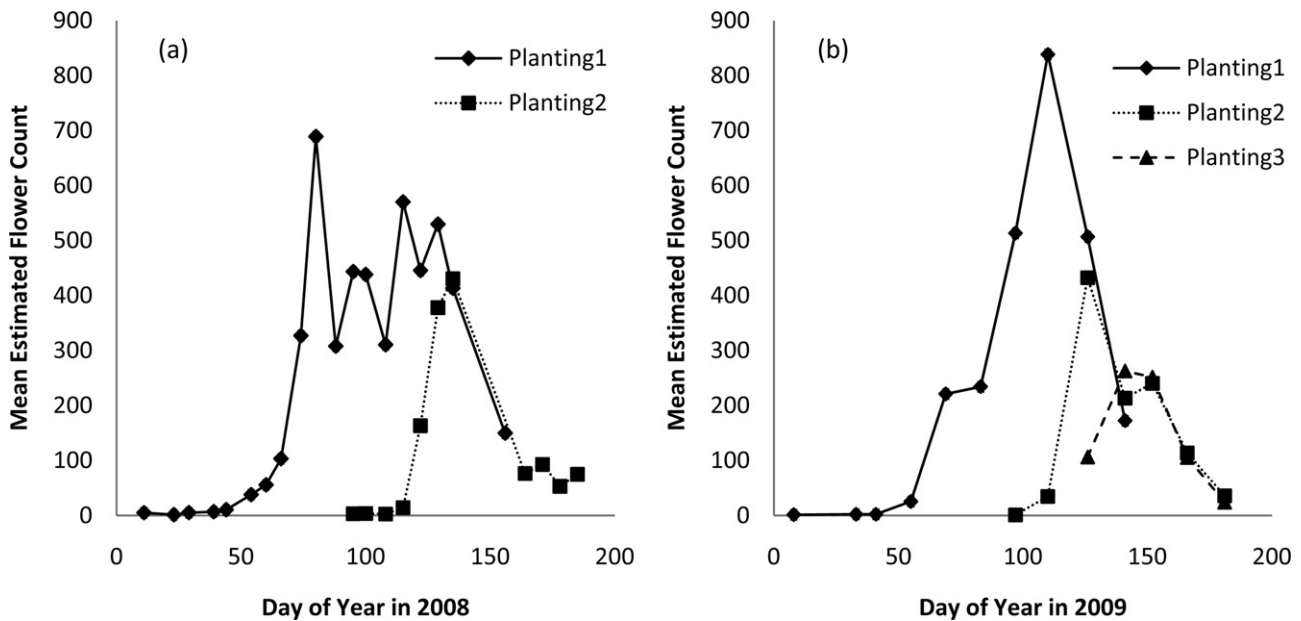 (a)
Planting1
Planting2
Mean Estimated Flower Count
900
800
700
600
500
400
300
200
100
0
0 50 100 150 200
Day of Year in 2008
(b)
Planting1
Planting2
Planting3
Mean Estimated Flower Count
900
800
700
600
500
400
300
200
100
0
0 50 100 150 200
Day of Year in 2009